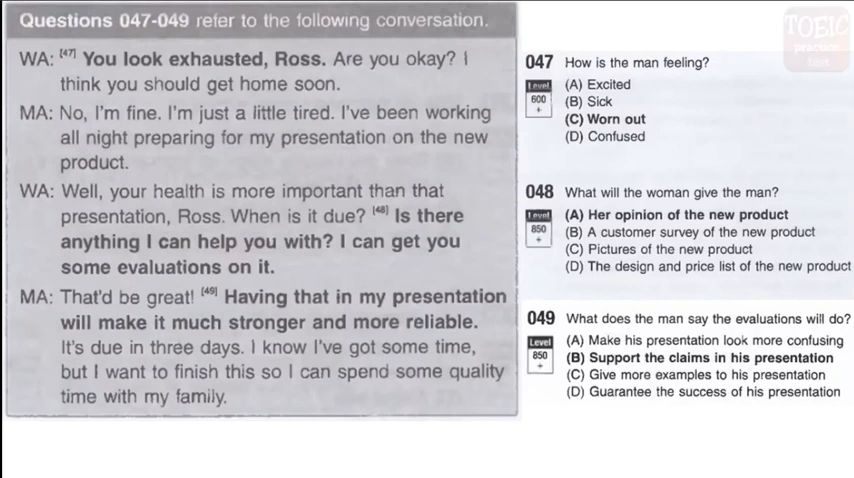 Questions 047-049 refer to the following conversation.
WA: [47] You look exhausted, Ross. Are you okay? I
think you should get home soon.
MA: No, I'm fine. I'm just a little tired. I've been working
all night preparing for my presentation on the new
product.
WA: Well, your health is more important than that
presentation, Ross. When is it due? [48] Is there
anything I can help you with? I can get you
some evaluations on it.
MA: That'd be great! [49] Having that in my presentation
will make it much stronger and more reliable.
It's due in three days. I know I've got some time,
but I want to finish this so I can spend some quality
time with my family.
TOEIC
practice
test
047 How is the man feeling?
Level
600
+
(A) Excited
(B) Sick
(C) Worn out
(D) Confused
048 What will the woman give the man?
Level
850
+
(A) Her opinion of the new product
(B) A customer survey of the new product
(C) Pictures of the new product
(D) The design and price list of the new product
049 What does the man say the evaluations will do?
Level
850
+
(A) Make his presentation look more confusing
(B) Support the claims in his presentation
(C) Give more examples to his presentation
(D) Guarantee the success of his presentation